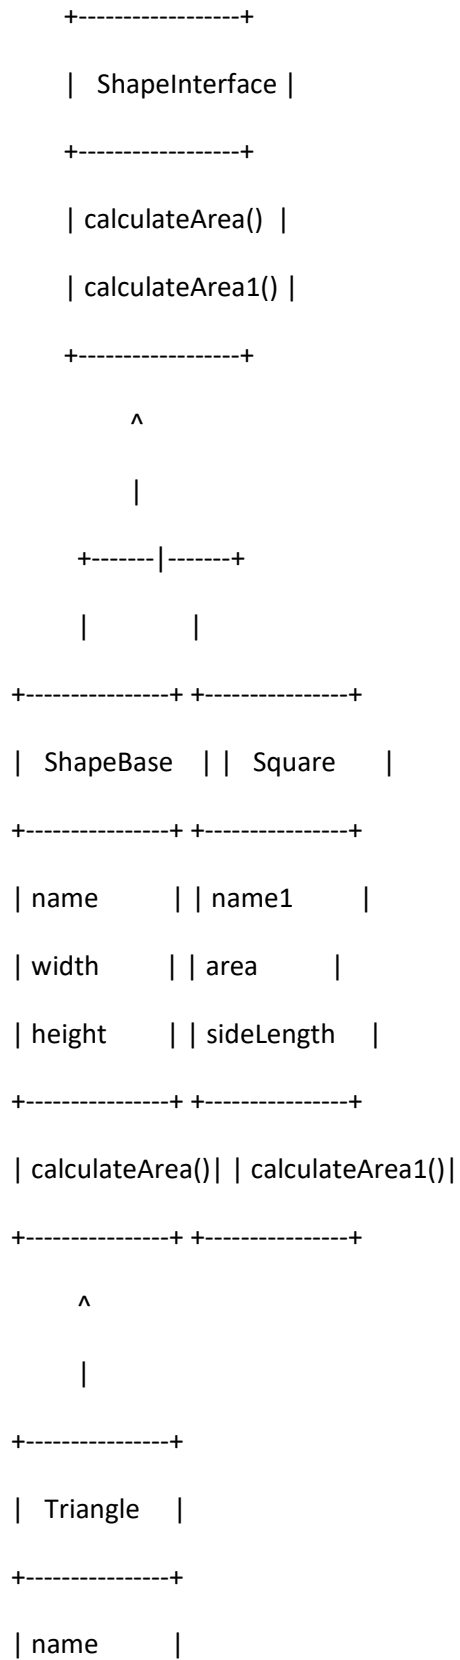 +------------------+
| ShapeInterface |
+------------------+
| calculateArea() |
| calculateArea1() |
+------------------+
^
|
+-------|-------+
| |
+----------------+ +----------------+
| ShapeBase | | Square |
+----------------+ +----------------+
| name | | name1 |
| width | | area |
| height | | sideLength |
+----------------+ +----------------+
| calculateArea()| | calculateArea1()|
+----------------+ +----------------+
^
|
+----------------+
| Triangle |
+----------------+
| name |